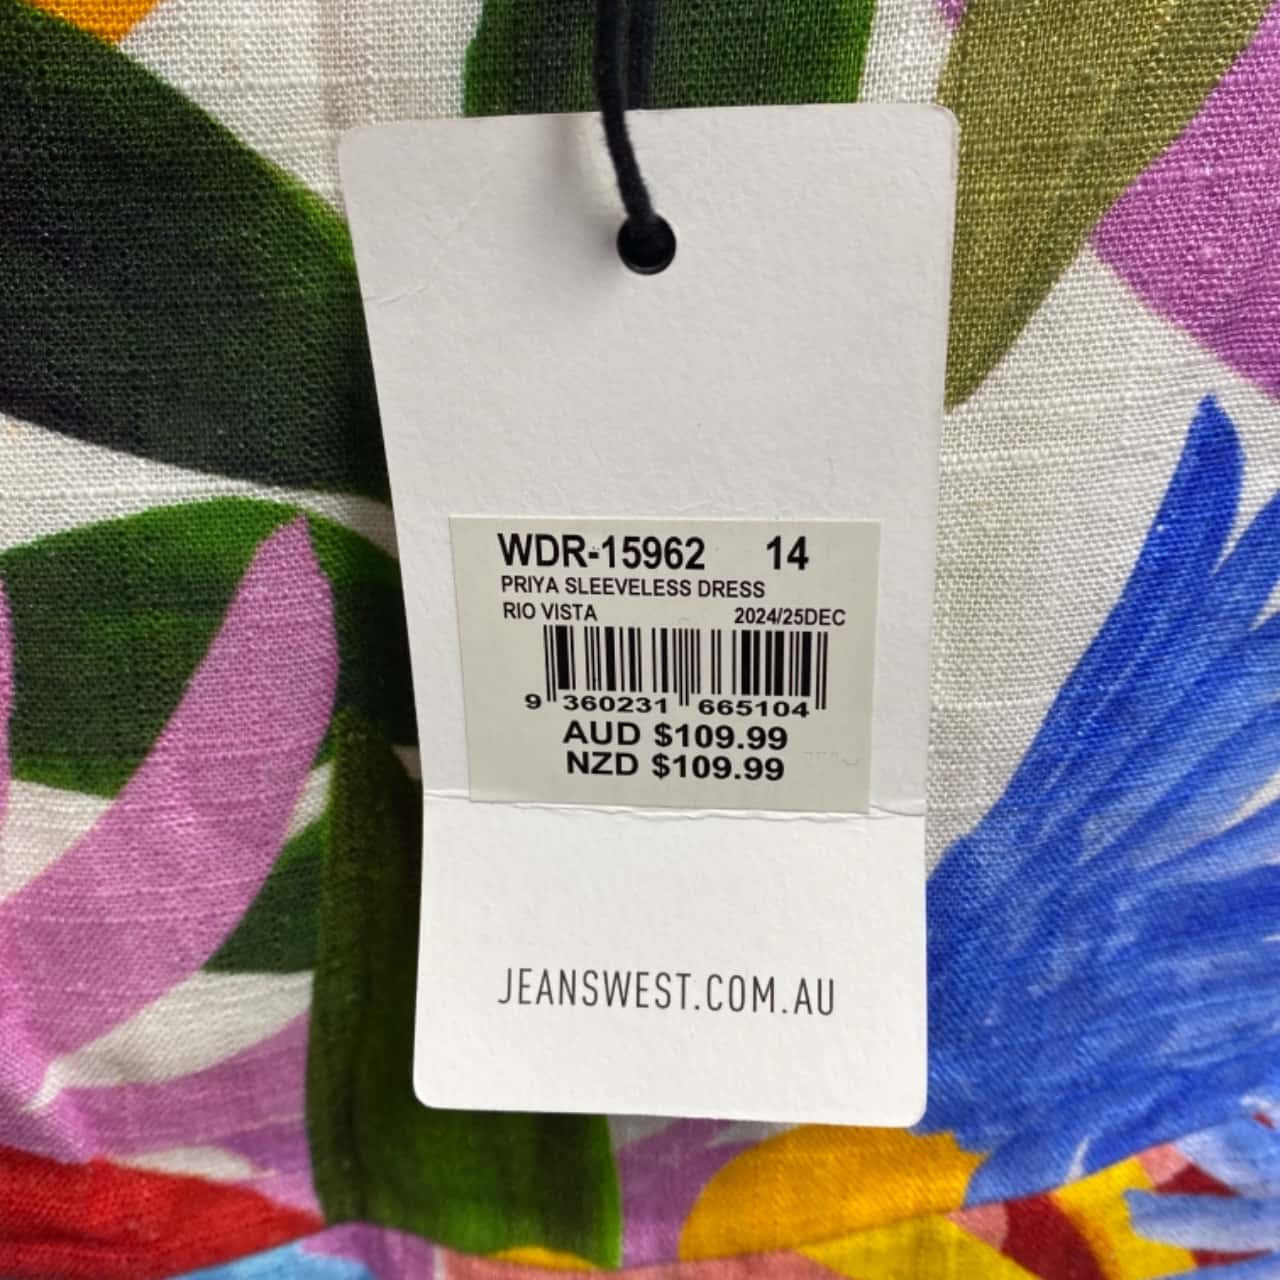 WDR-15962 14
PRIYA SLEEVELESS DRESS
RIO VISTA 2024/25DEC
9 360231 665104
AUD $109.99
NZD $109.99
JEANSWEST.COM.AU